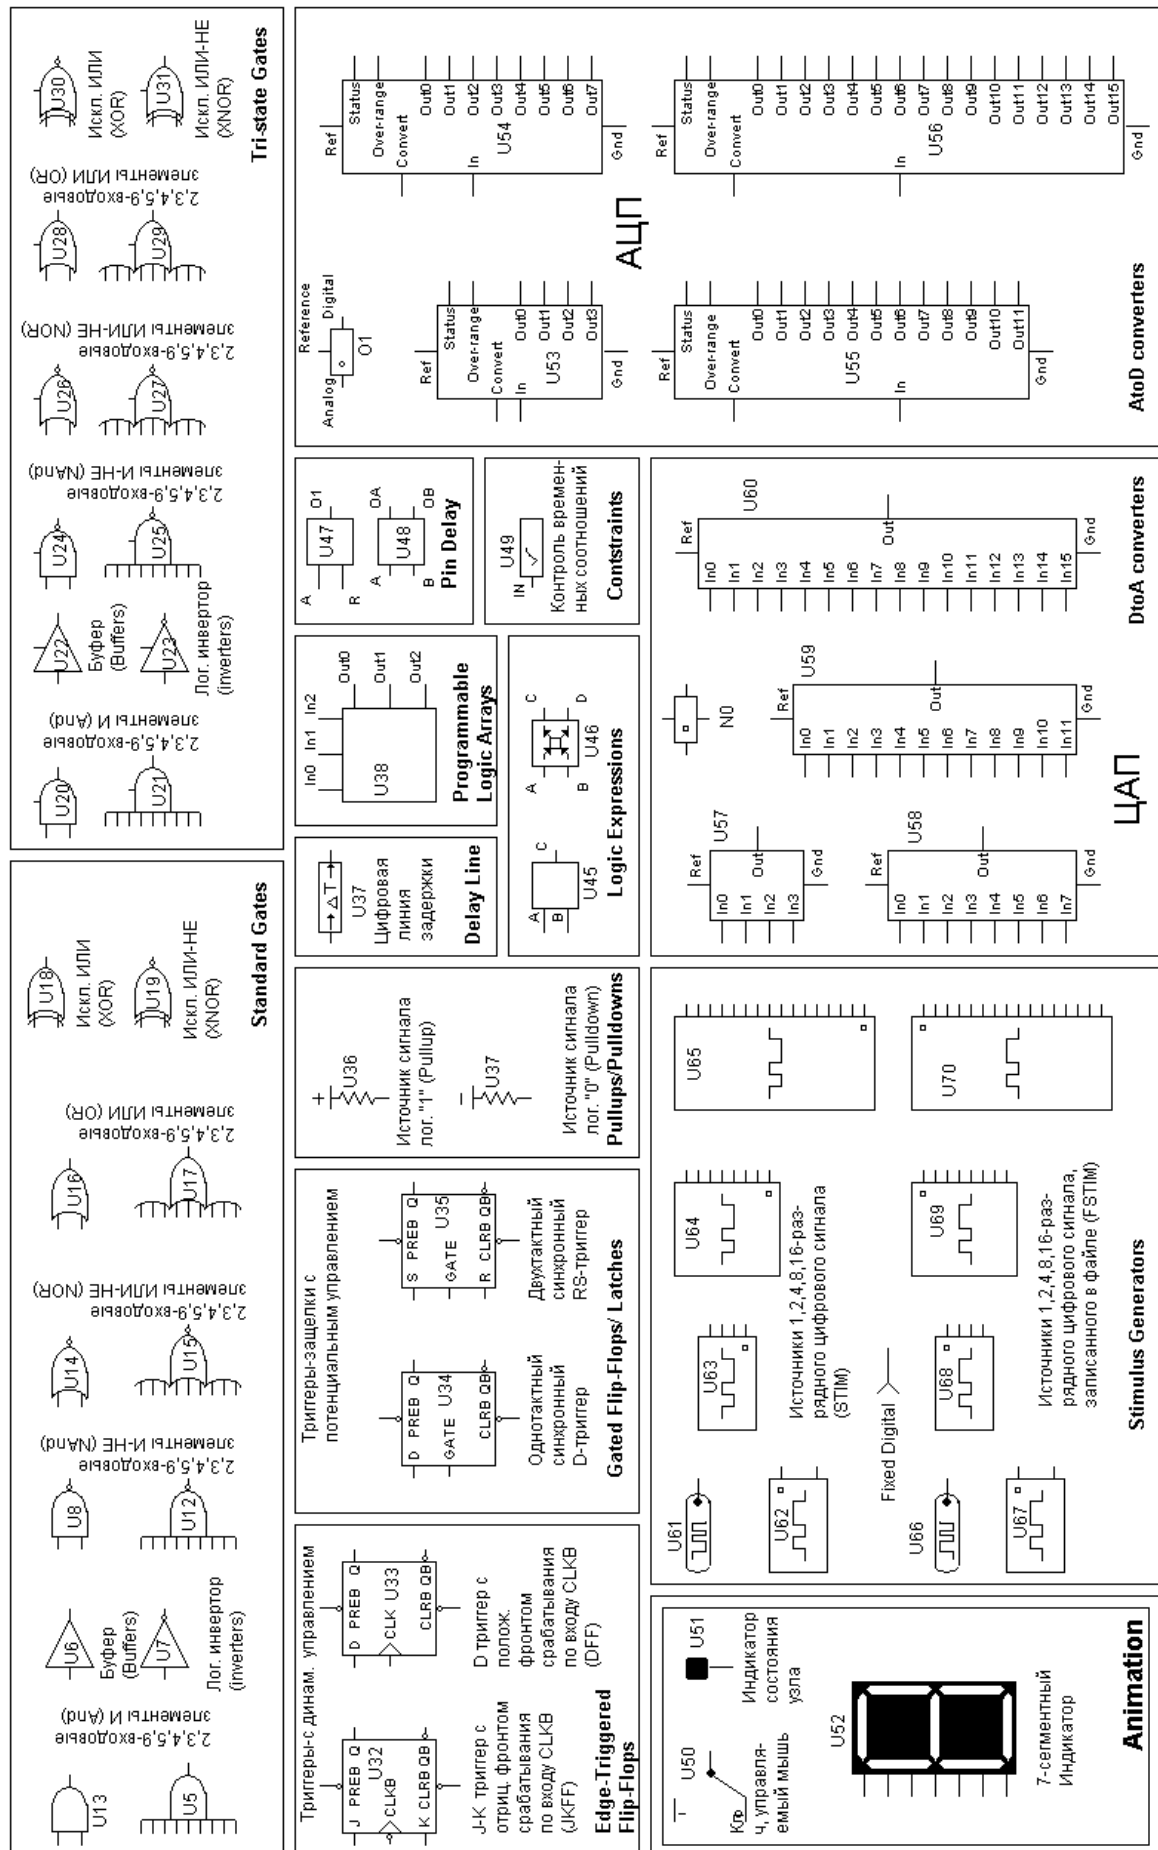 Standard Gates
U13
U5
2,3,4,5,9-входовые
элементы И (And)
U6
Буфер
(Buffers)
U7
Лог. инвертор
(inverters)
U8
U12
2,3,4,5,9-входовые
элементы И-НЕ (NAnd)
U14
U15
2,3,4,5,9-входовые
элементы ИЛИ-НЕ (NOR)
U16
U17
2,3,4,5,9-входовые
элементы ИЛИ (OR)
U18
Искл. ИЛИ
(XOR)
U19
Искл. ИЛИ-НЕ
(XNOR)
Tri-state Gates
U20
U21
2,3,4,5,9-входовые
элементы И (And)
U22
Буфер
(Buffers)
U23
Лог. инвертор
(inverters)
U24
U25
2,3,4,5,9-входовые
элементы И-НЕ (NAnd)
U26
U27
2,3,4,5,9-входовые
элементы ИЛИ-НЕ (NOR)
U28
U29
2,3,4,5,9-входовые
элементы ИЛИ (OR)
U30
Искл. ИЛИ
(XOR)
U31
Искл. ИЛИ-НЕ
(XNOR)
Триггеры-с динам. управлением
J PREB Q
U32
CLKB
K CLRB QB
J-K триггер с
отриц. фронтом
срабатывания
по входу CLKB
(JKFF)
D PREB Q
CLK U33
CLRB QB
D триггер с
полож.
фронтом
срабатывания
по входу CLKB
(DFF)
Edge-Triggered
Flip-Flops
Триггеры-защелки с
потенциальным управлением
D PREB Q
GATE U34
CLRB QB
Однотактный
синхронный
D-триггер
S PREB Q
GATE U35
R CLRB QB
Двухтактный
синхронный
RS-триггер
Gated Flip-Flops/ Latches
+
U36
Источник сигнала
лог. "1" (Pullup)
−
U37
Источник сигнала
лог. "0" (Pulldown)
Pullups/Pulldowns
ΔT
U37
Цифровая
линия
задержки
Delay Line
In0
In1
In2
Out0
Out1
Out2
U38
Programmable
Logic Arrays
A
B
C
U45
A
B
C
D
U46
Logic Expressions
A
R
O1
U47
A
B
OA
OB
U48
Pin Delay
IN
U49
Контроль времен-
ных соотношений
Contstraints
Analog
Reference
Digital
O1
Ref
Status
Over-range
Convert
In
Out0
Out1
Out2
Out3
U53
Gnd
Ref
Status
Over-range
Convert
In
Out0
Out1
Out2
Out3
Out4
Out5
Out6
Out7
U54
Gnd
АЦП
Ref
Status
Over-range
Convert
In
Out0
Out1
Out2
Out3
Out4
Out5
Out6
Out7
Out8
Out9
Out10
Out11
U55
Gnd
Ref
Status
Over-range
Convert
In
Out0
Out1
Out2
Out3
Out4
Out5
Out6
Out7
Out8
Out9
Out10
Out11
Out12
Out13
Out14
Out15
U56
Gnd
AtoD converters
U50
Кл
ч, управля-
емый мышь
U51
Индикатор
состояния
узла
U52
7-сегментный
Индикатор
Animation
U61
U62
U63
U64
U65
Источники 1,2,4,8,16-раз-
рядного цифрового сигнала
(STIM)
Fixed Digital
U66
U67
U68
U69
U70
Источники 1,2,4,8,16-раз-
рядного цифрового сигнала,
записанного в файле (FSTIM)
Stimulus Generators
Ref
U57
In0
In1
In2
In3
Out
Gnd
Ref
U58
In0
In1
In2
In3
In4
In5
In6
In7
Out
Gnd
N0
Ref
U59
In0
In1
In2
In3
In4
In5
In6
In7
In8
In9
In10
In11
Out
Gnd
Ref
U60
In0
In1
In2
In3
In4
In5
In6
In7
In8
In9
In10
In11
In12
In13
In14
In15
Out
Gnd
ЦАП
DtoA converters